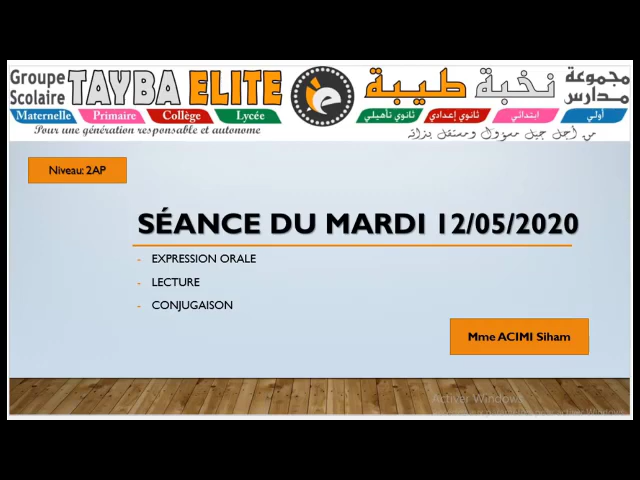 Groupe Scolaire TAYBA ELITE
مجموعة مدارس نخبة طيبة
Maternelle Primaire Collège Lycée
أولي ابتدائي ثانوي إعدادي ثانوي تأهيلي
Pour une génération responsable et autonome
من أجل جيل مسؤول ومستقل بذاته
Niveau: 2AP
SÉANCE DU MARDI 12/05/2020
- EXPRESSION ORALE
- LECTURE
- CONJUGAISON
Mme ACIMI Siham
Activer Windows